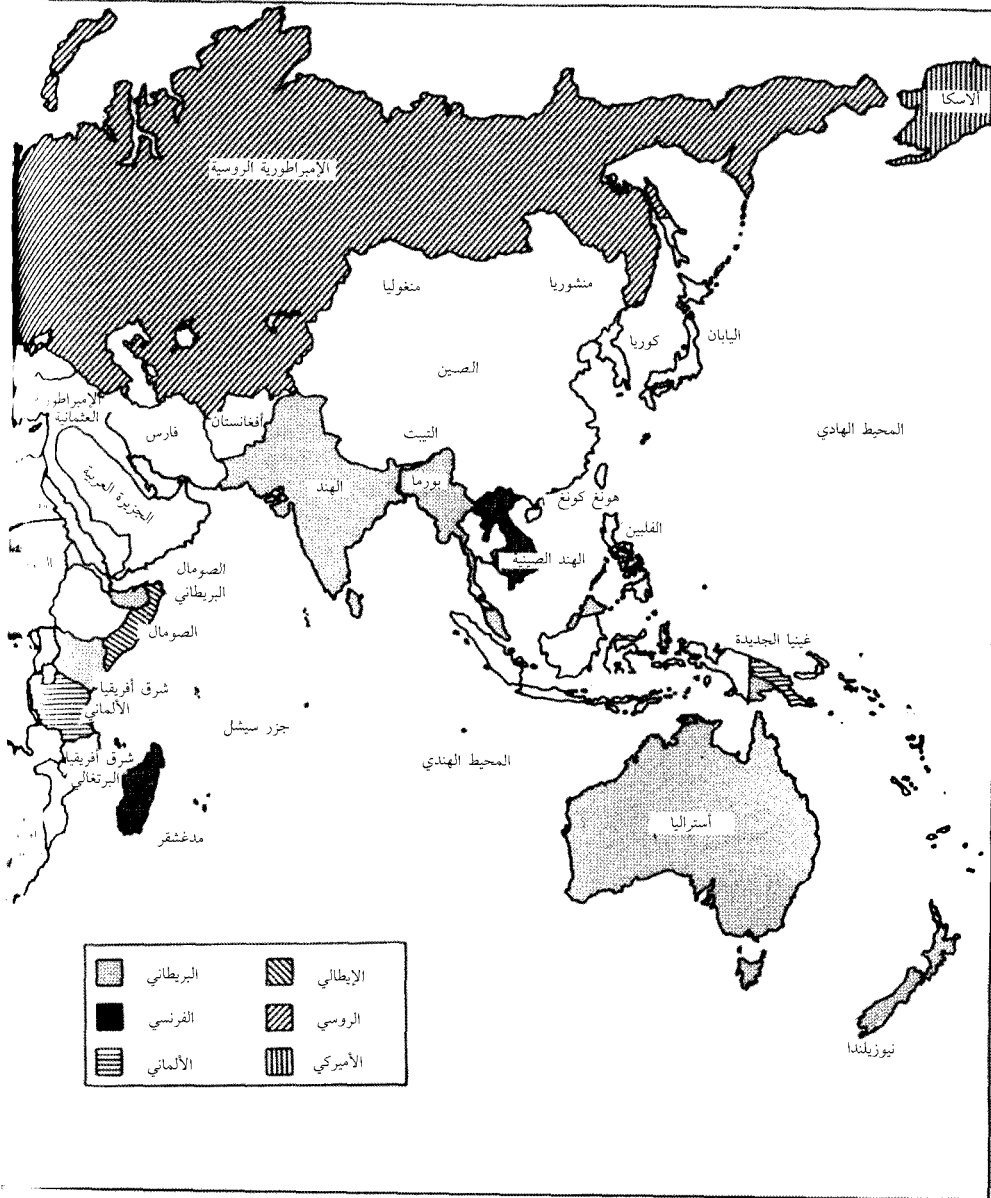 ألاسكا
الإمبراطورية الروسية
منغوليا
منشوريا
اليابان
كوريا
الصين
الإمبراطور
العثمانية
فارس
أفغانستان
التيبت
المحيط الهادي
الجزيرة العربية
الهند
بورما
هونغ كونغ
الفلبين
الهند الصينية
الصومال
البريطاني
الصومال
غينيا الجديدة
شرق أفريقيا
الألماني
جزر سيشل
شرق أفريقيا
البرتغالي
المحيط الهندي
مدغشقر
أستراليا
نيوزيلندا
البريطاني
الإيطالي
الفرنسي
الروسي
الألماني
الأميركي